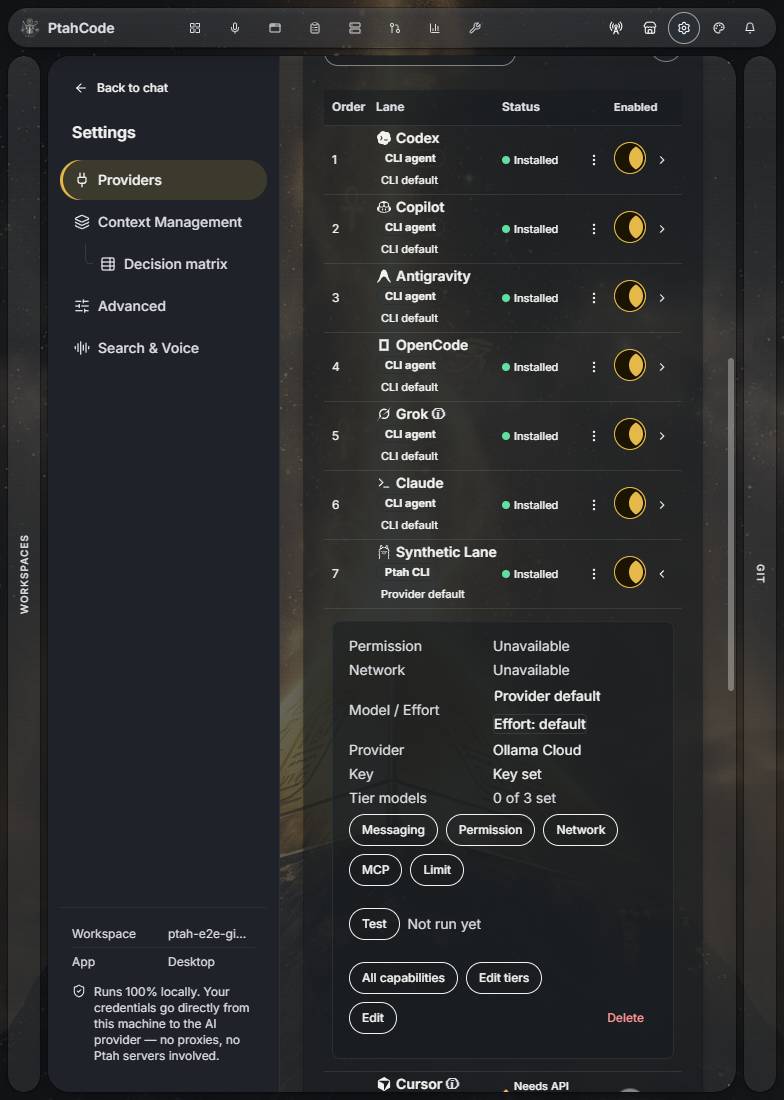 PtahCode
WORKSPACES
Back to chat
Settings
Providers
Context Management
Decision matrix
Advanced
Search & Voice
Workspace ptah-e2e-gi...
App Desktop
Runs 100% locally. Your
credentials go directly from
this machine to the AI
provider — no proxies, no
Ptah servers involved.
Order Lane Status Enabled
Codex
1 CLI agent Installed
CLI default
Copilot
2 CLI agent Installed
CLI default
Antigravity
3 CLI agent Installed
CLI default
OpenCode
4 CLI agent Installed
CLI default
Grok
5 CLI agent Installed
CLI default
Claude
6 CLI agent Installed
CLI default
Synthetic Lane
7 Ptah CLI Installed
Provider default
Permission Unavailable
Network Unavailable
Model / Effort Provider default
Effort: default
Provider Ollama Cloud
Key Key set
Tier models 0 of 3 set
Messaging Permission Network
MCP Limit
Test Not run yet
All capabilities Edit tiers
Edit Delete
Cursor Needs API
GIT